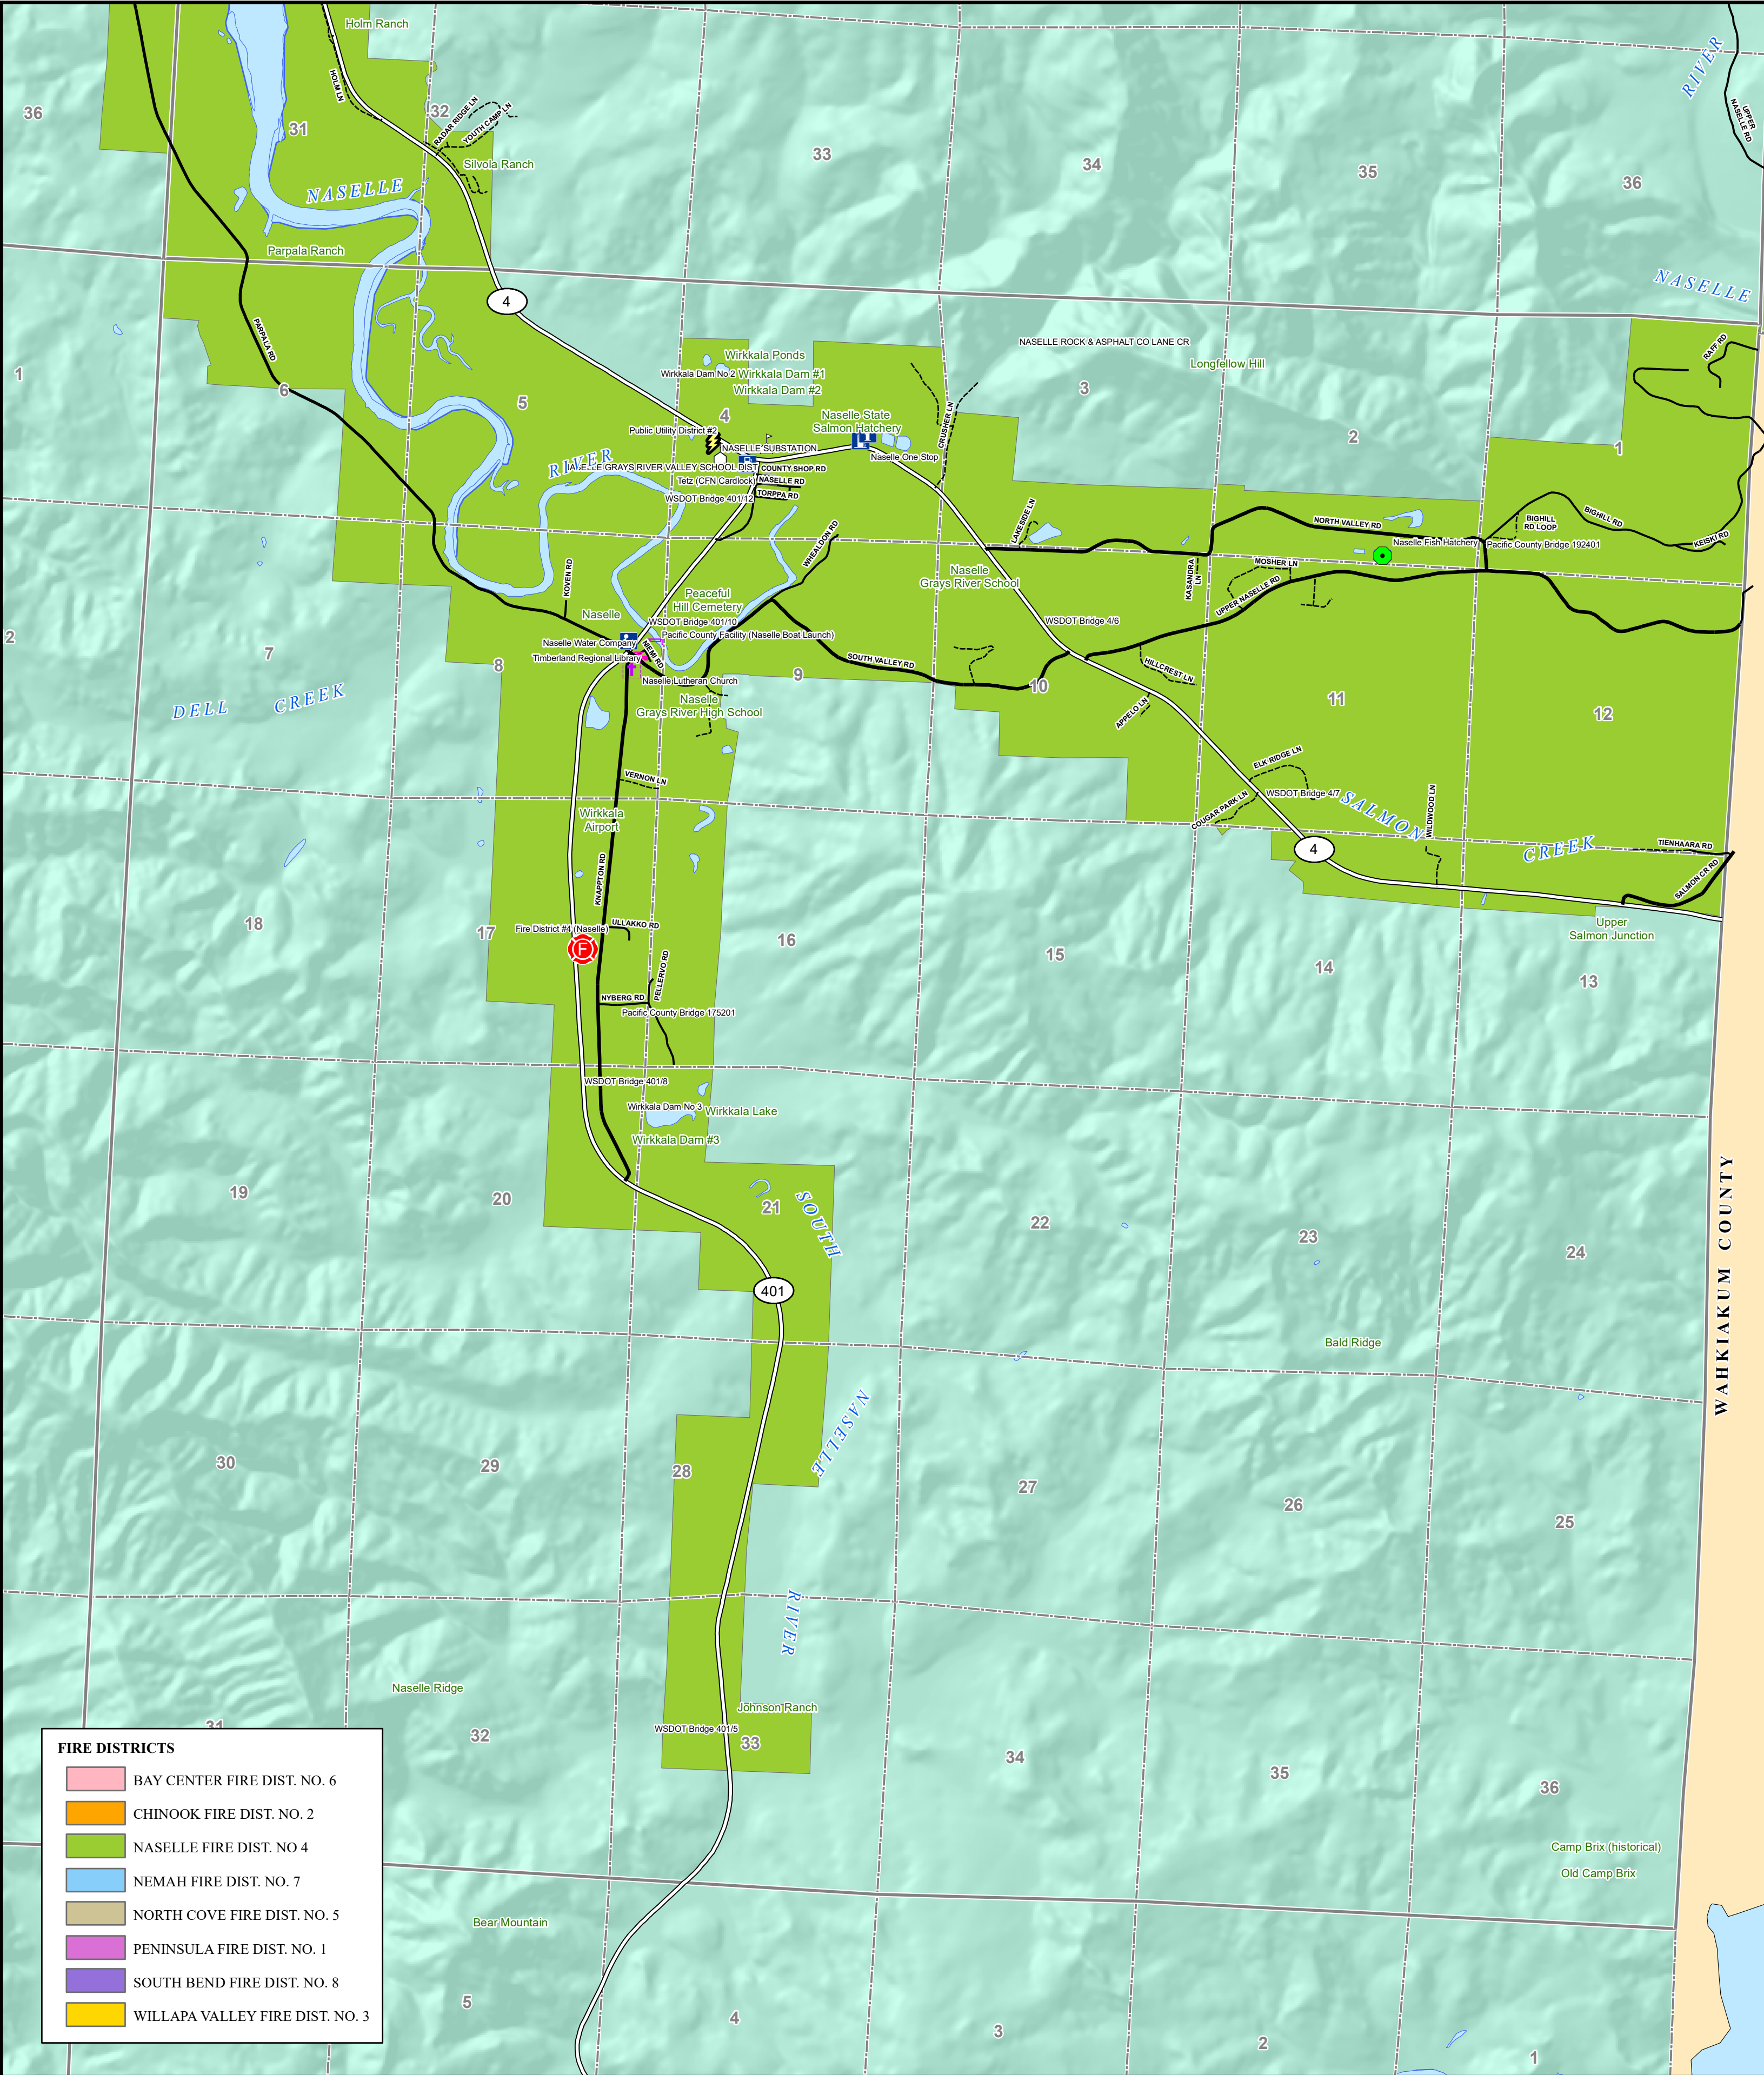 Holm Ranch
HOLM LN
36
31
32
RADAR RIDGE LN
YOUTH CAMP LN
Silvola Ranch
33
34
35
36
RIVER
UPPER
NASELLE RD
NASELLE
Parpala Ranch
4
NASELLE
PARPALA RD
1
6
5
Wirkkala Ponds
Wirkkala Dam No 2
Wirkkala Dam #1
Wirkkala Dam #2
4
NASELLE ROCK & ASPHALT CO LANE CR
Longfellow Hill
3
2
1
RAFF RD
Naselle State
Salmon Hatchery
Public Utility District #2
NASELLE SUBSTATION
CRUSHER LN
Naselle One Stop
RIVER
GRAYS RIVER VALLEY SCHOOL DIST
COUNTY SHOP RD
Tetz (CFN Cardlock)
NASELLE RD
TORPPA RD
WSDOT Bridge 401/12
WHEALDON RD
LAKESIDE LN
NORTH VALLEY RD
BIGHILL
RD LOOP
BIGHILL RD
KEISKI RD
Naselle Fish Hatchery
Pacific County Bridge 192401
KOVEN RD
Naselle
Grays River School
KASANDRA
LN
MOSHER LN
UPPER NASELLE RD
Peaceful
Hill Cemetery
Naselle
WSDOT Bridge 401/10
WSDOT Bridge 4/6
Pacific County Facility (Naselle Boat Launch)
Naselle Water Company
NIEMI RD
Timberland Regional Library
2
7
8
SOUTH VALLEY RD
9
10
HILLCREST LN
11
12
Naselle Lutheran Church
Naselle
Grays River High School
DELL CREEK
APPELO LN
ELK RIDGE LN
VERNON LN
WSDOT Bridge 4/7
SALMON
WILDWOOD LN
COUGAR PARK LN
Wirkkala
Airport
4
CREEK
TIENHAARA RD
SALMON CR RD
KNAPPTON RD
18
17
ULLAKKO RD
Fire District #4 (Naselle)
F
16
15
14
13
Upper
Salmon Junction
PELLERVO RD
NYBERG RD
Pacific County Bridge 175201
WSDOT Bridge 401/8
Wirkkala Dam No 3
Wirkkala Lake
Wirkkala Dam #3
19
20
21
SOUTH
22
23
24
401
WAHKIAKUM COUNTY
Bald Ridge
NASELLE
30
29
28
27
26
25
RIVER
Naselle Ridge
Johnson Ranch
31
32
WSDOT Bridge 401/5
33
34
35
36
Camp Brix (historical)
Old Camp Brix
Bear Mountain
5
4
3
2
1
FIRE DISTRICTS
BAY CENTER FIRE DIST. NO. 6
CHINOOK FIRE DIST. NO. 2
NASELLE FIRE DIST. NO 4
NEMAH FIRE DIST. NO. 7
NORTH COVE FIRE DIST. NO. 5
PENINSULA FIRE DIST. NO. 1
SOUTH BEND FIRE DIST. NO. 8
WILLAPA VALLEY FIRE DIST. NO. 3